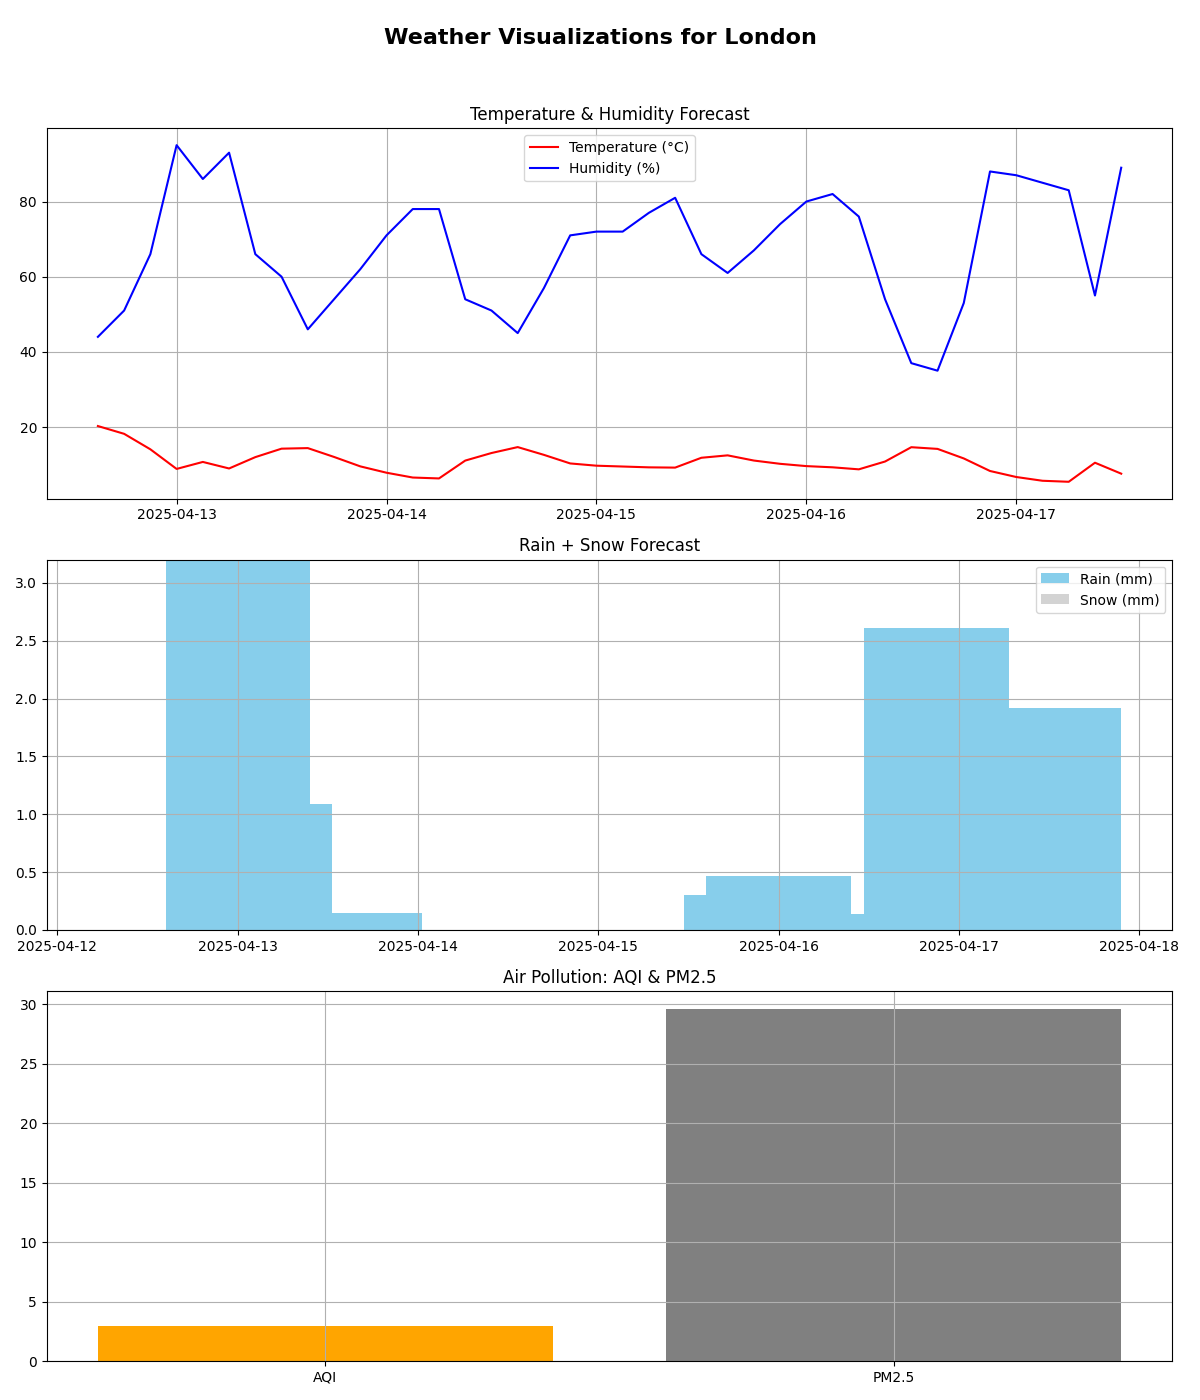 Weather Visualizations for London
Temperature & Humidity Forecast
Temperature (°C)
Humidity (%)
80
60
40
20
2025-04-13 2025-04-14 2025-04-15 2025-04-16 2025-04-17
Rain + Snow Forecast
Rain (mm)
Snow (mm)
3.0
2.5
2.0
1.5
1.0
0.5
0.0
2025-04-12 2025-04-13 2025-04-14 2025-04-15 2025-04-16 2025-04-17 2025-04-18
Air Pollution: AQI & PM2.5
30
25
20
15
10
5
0
AQI PM2.5